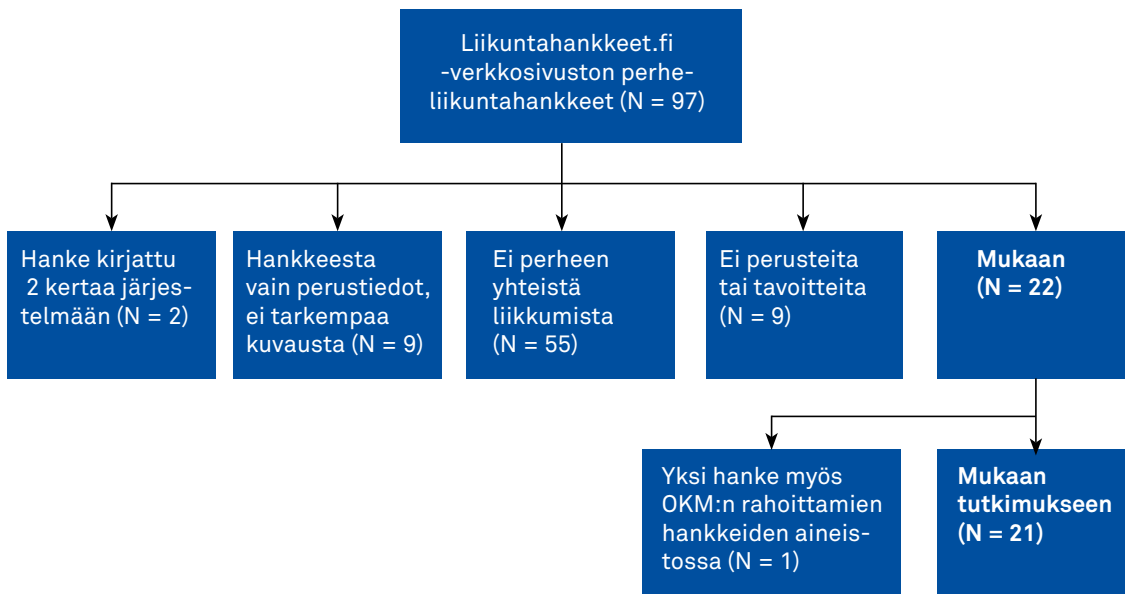 Liikuntahankkeet.fi
-verkkosivuston perhe-
liikuntahankkeet (N = 97)
Hanke kirjattu
2 kertaa järjes-
telmään (N = 2)
Hankkeesta
vain perustiedot,
ei tarkempaa
kuvausta (N = 9)
Ei perheen
yhteistä
liikkumista
(N = 55)
Ei perusteita
tai tavoitteita
(N = 9)
Mukaan
(N = 22)
Yksi hanke myös
OKM:n rahoittamien
hankkeiden aineis-
tossa (N = 1)
Mukaan
tutkimukseen
(N = 21)